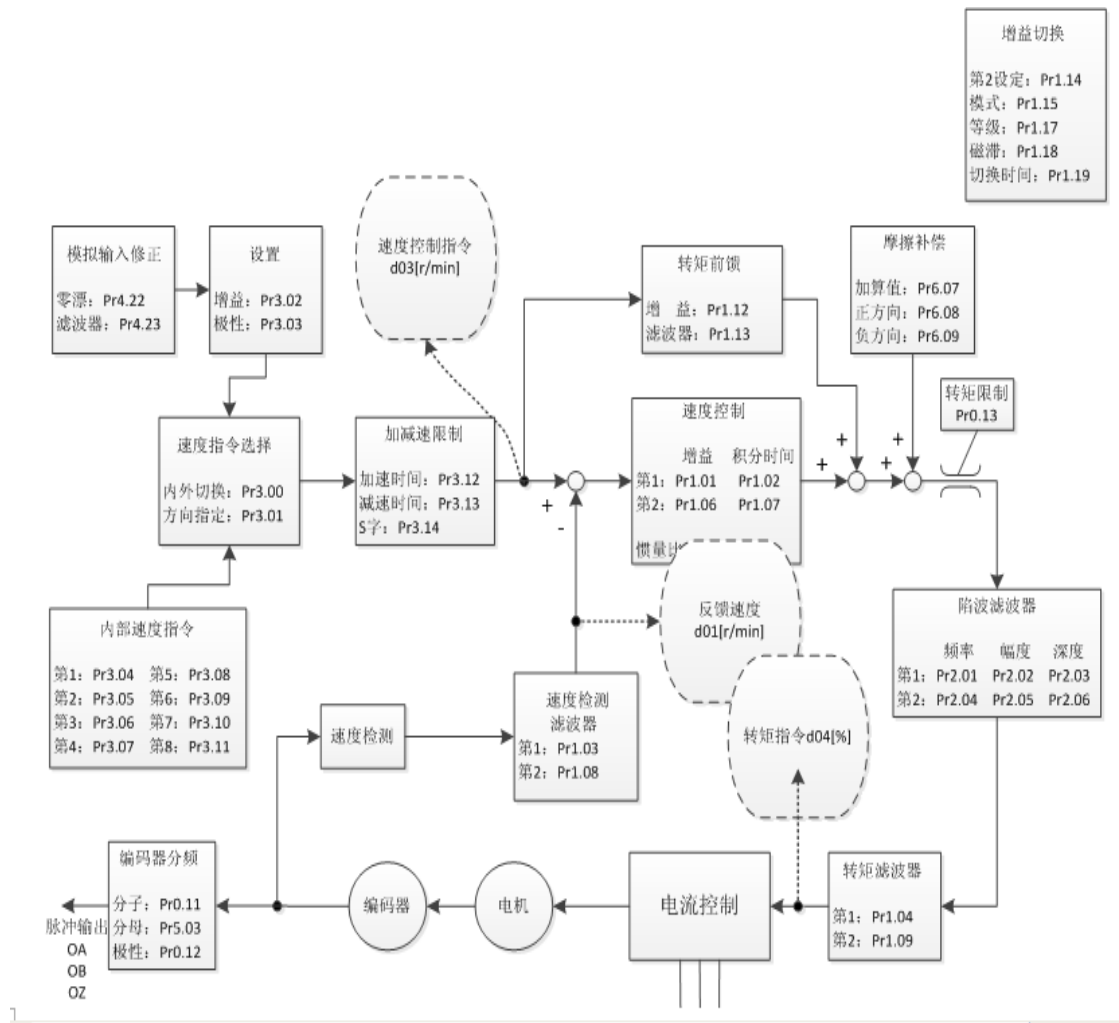 增益切换
第2设定：Pr1.14
模式：Pr1.15
等级：Pr1.17
磁滞：Pr1.18
切换时间：Pr1.19
模拟输入修正
零漂：Pr4.22
滤波器：Pr4.23
设置
增益：Pr3.02
极性：Pr3.03
速度控制指令
d03[r/min]
转矩前馈
增 益：Pr1.12
滤波器：Pr1.13
摩擦补偿
加算值：Pr6.07
正方向：Pr6.08
负方向：Pr6.09
转矩限制
Pr0.13
速度指令选择
内外切换：Pr3.00
方向指定：Pr3.01
加减速限制
加速时间：Pr3.12
减速时间：Pr3.13
S字：Pr3.14
+
-
速度控制
增益 积分时间
第1：Pr1.01 Pr1.02
第2：Pr1.06 Pr1.07
惯量
+
+
+
+
内部速度指令
第1：Pr3.04 第5：Pr3.08
第2：Pr3.05 第6：Pr3.09
第3：Pr3.06 第7：Pr3.10
第4：Pr3.07 第8：Pr3.11
反馈速度
d01[r/min]
陷波滤波器
频率 幅度 深度
第1：Pr2.01 Pr2.02 Pr2.03
第2：Pr2.04 Pr2.05 Pr2.06
速度检测
速度检测
滤波器
第1：Pr1.03
第2：Pr1.08
转矩指令d04[%]
编码器分频
分子：Pr0.11
分母：Pr5.03
极性：Pr0.12
脉冲输出
OA
OB
OZ
编码器
电机
电流控制
转矩滤波器
第1：Pr1.04
第2：Pr1.09